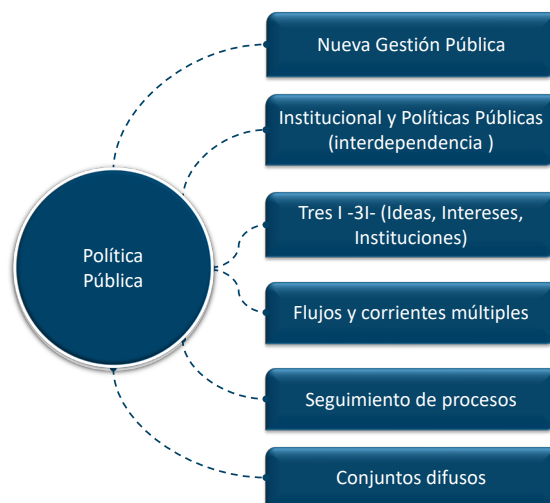 Nueva Gestión Pública
Institucional y Políticas Públicas
(interdependencia )
Tres I -3I- (Ideas, Intereses,
Instituciones)
Política
Pública
Flujos y corrientes múltiples
Seguimiento de procesos
Conjuntos difusos